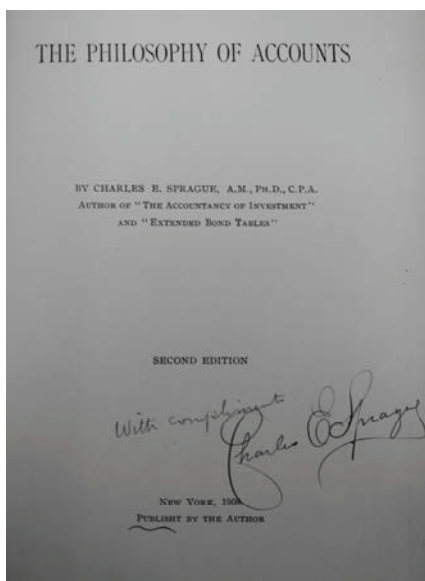 THE PHILOSOPHY OF ACCOUNTS
BY CHARLES E. SPRAGUE, A.M., PH.D., C.P.A.
AUTHOR OF "THE ACCOUNTANCY OF INVESTMENT"
AND "EXTENDED BOND TABLES"
SECOND EDITION
With compliments
Charles E Sprague
NEW YORK, 1908
PUBLISHT BY THE AUTHOR